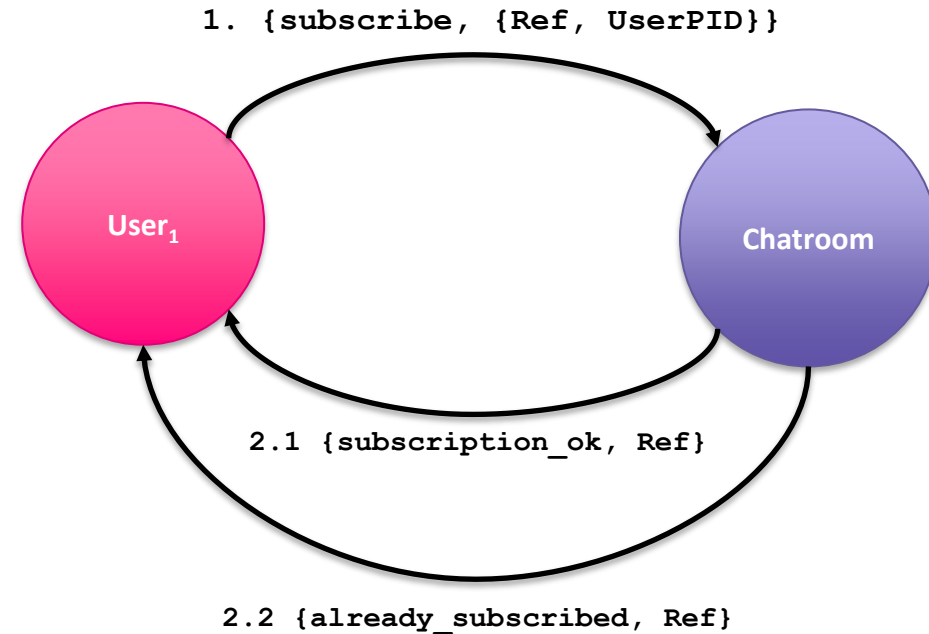 1. {subscribe, {Ref, UserPID}}
User1
Chatroom
2.1 {subscription_ok, Ref}
2.2 {already_subscribed, Ref}